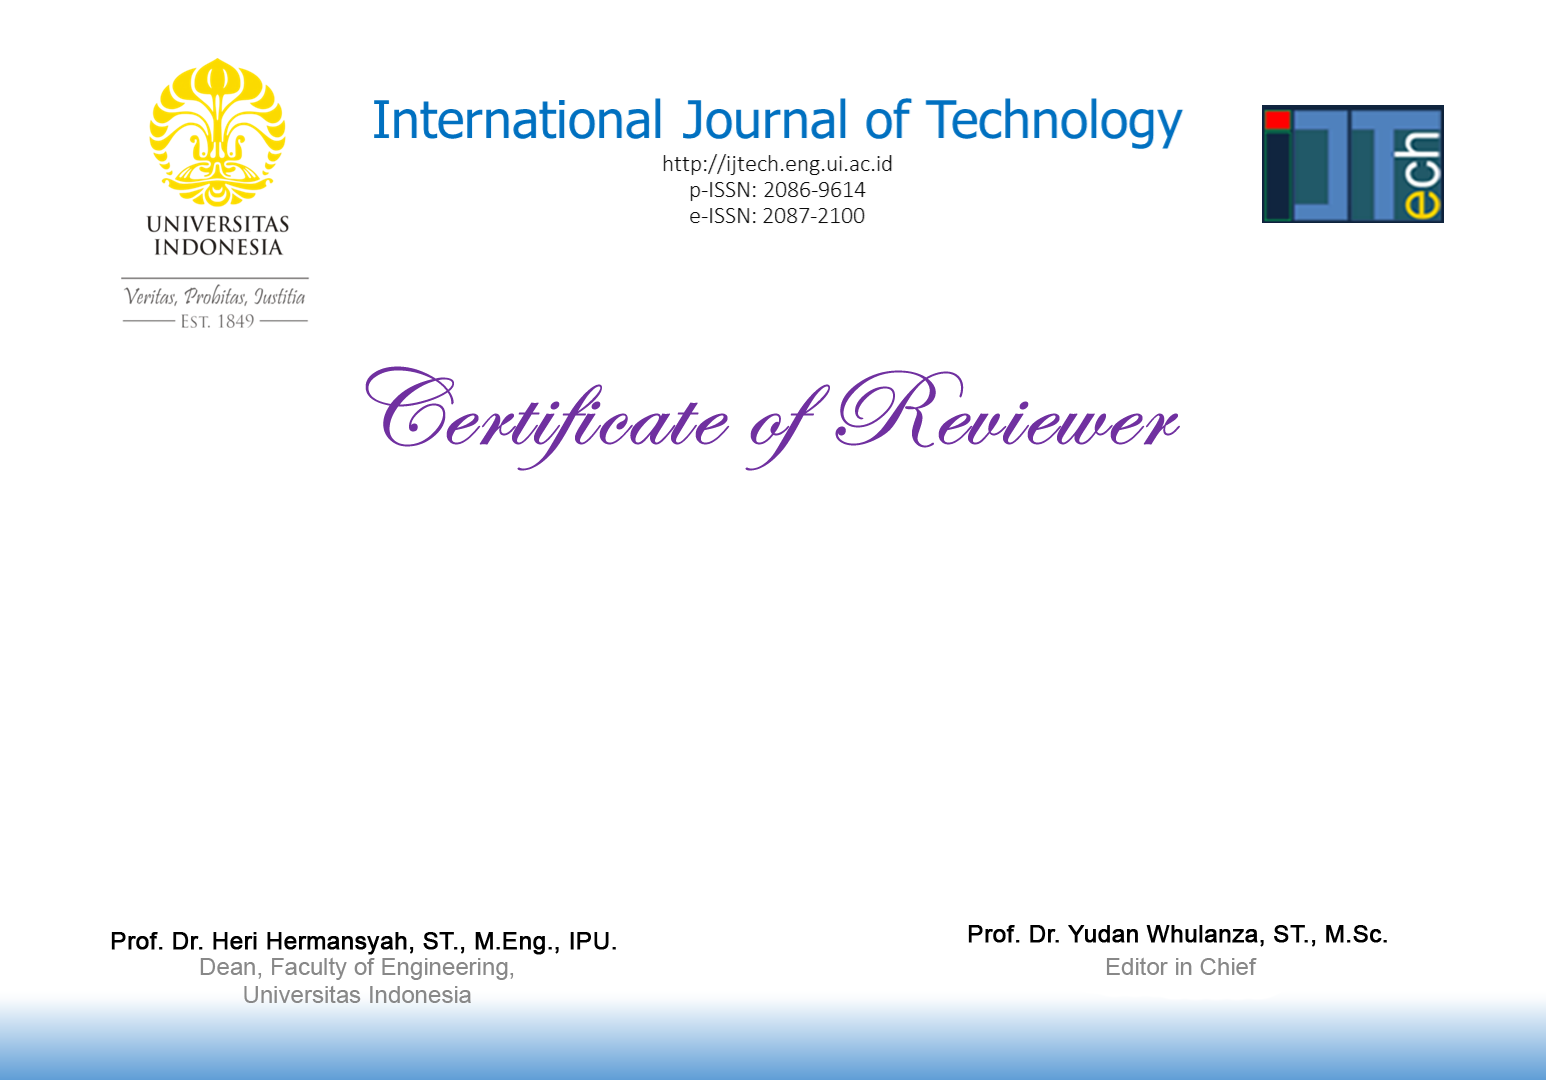 International Journal of Technology
http://ijtech.eng.ui.ac.id
p-ISSN: 2086-9614
e-ISSN: 2087-2100
UNIVERSITAS
INDONESIA
Veritas, Probitas, Iustitia
EST. 1849
iJTech
Certificate of Reviewer
Prof. Dr. Heri Hermansyah, ST., M.Eng., IPU.
Dean, Faculty of Engineering,
Universitas Indonesia
Prof. Dr. Yudan Whulanza, ST., M.Sc.
Editor in Chief